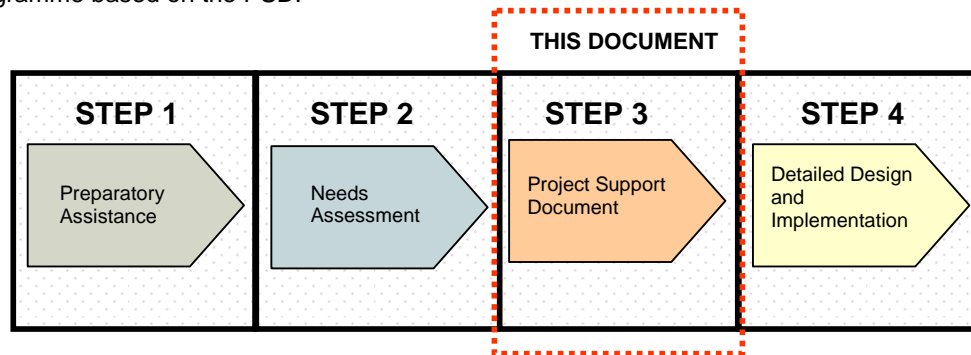 based on the PSD.
THIS DOCUMENT
STEP 1
STEP 2
STEP 3
STEP 4
Preparatory
Assistance
Needs
Assessment
Project Support
Document
Detailed Design
and
Implementation